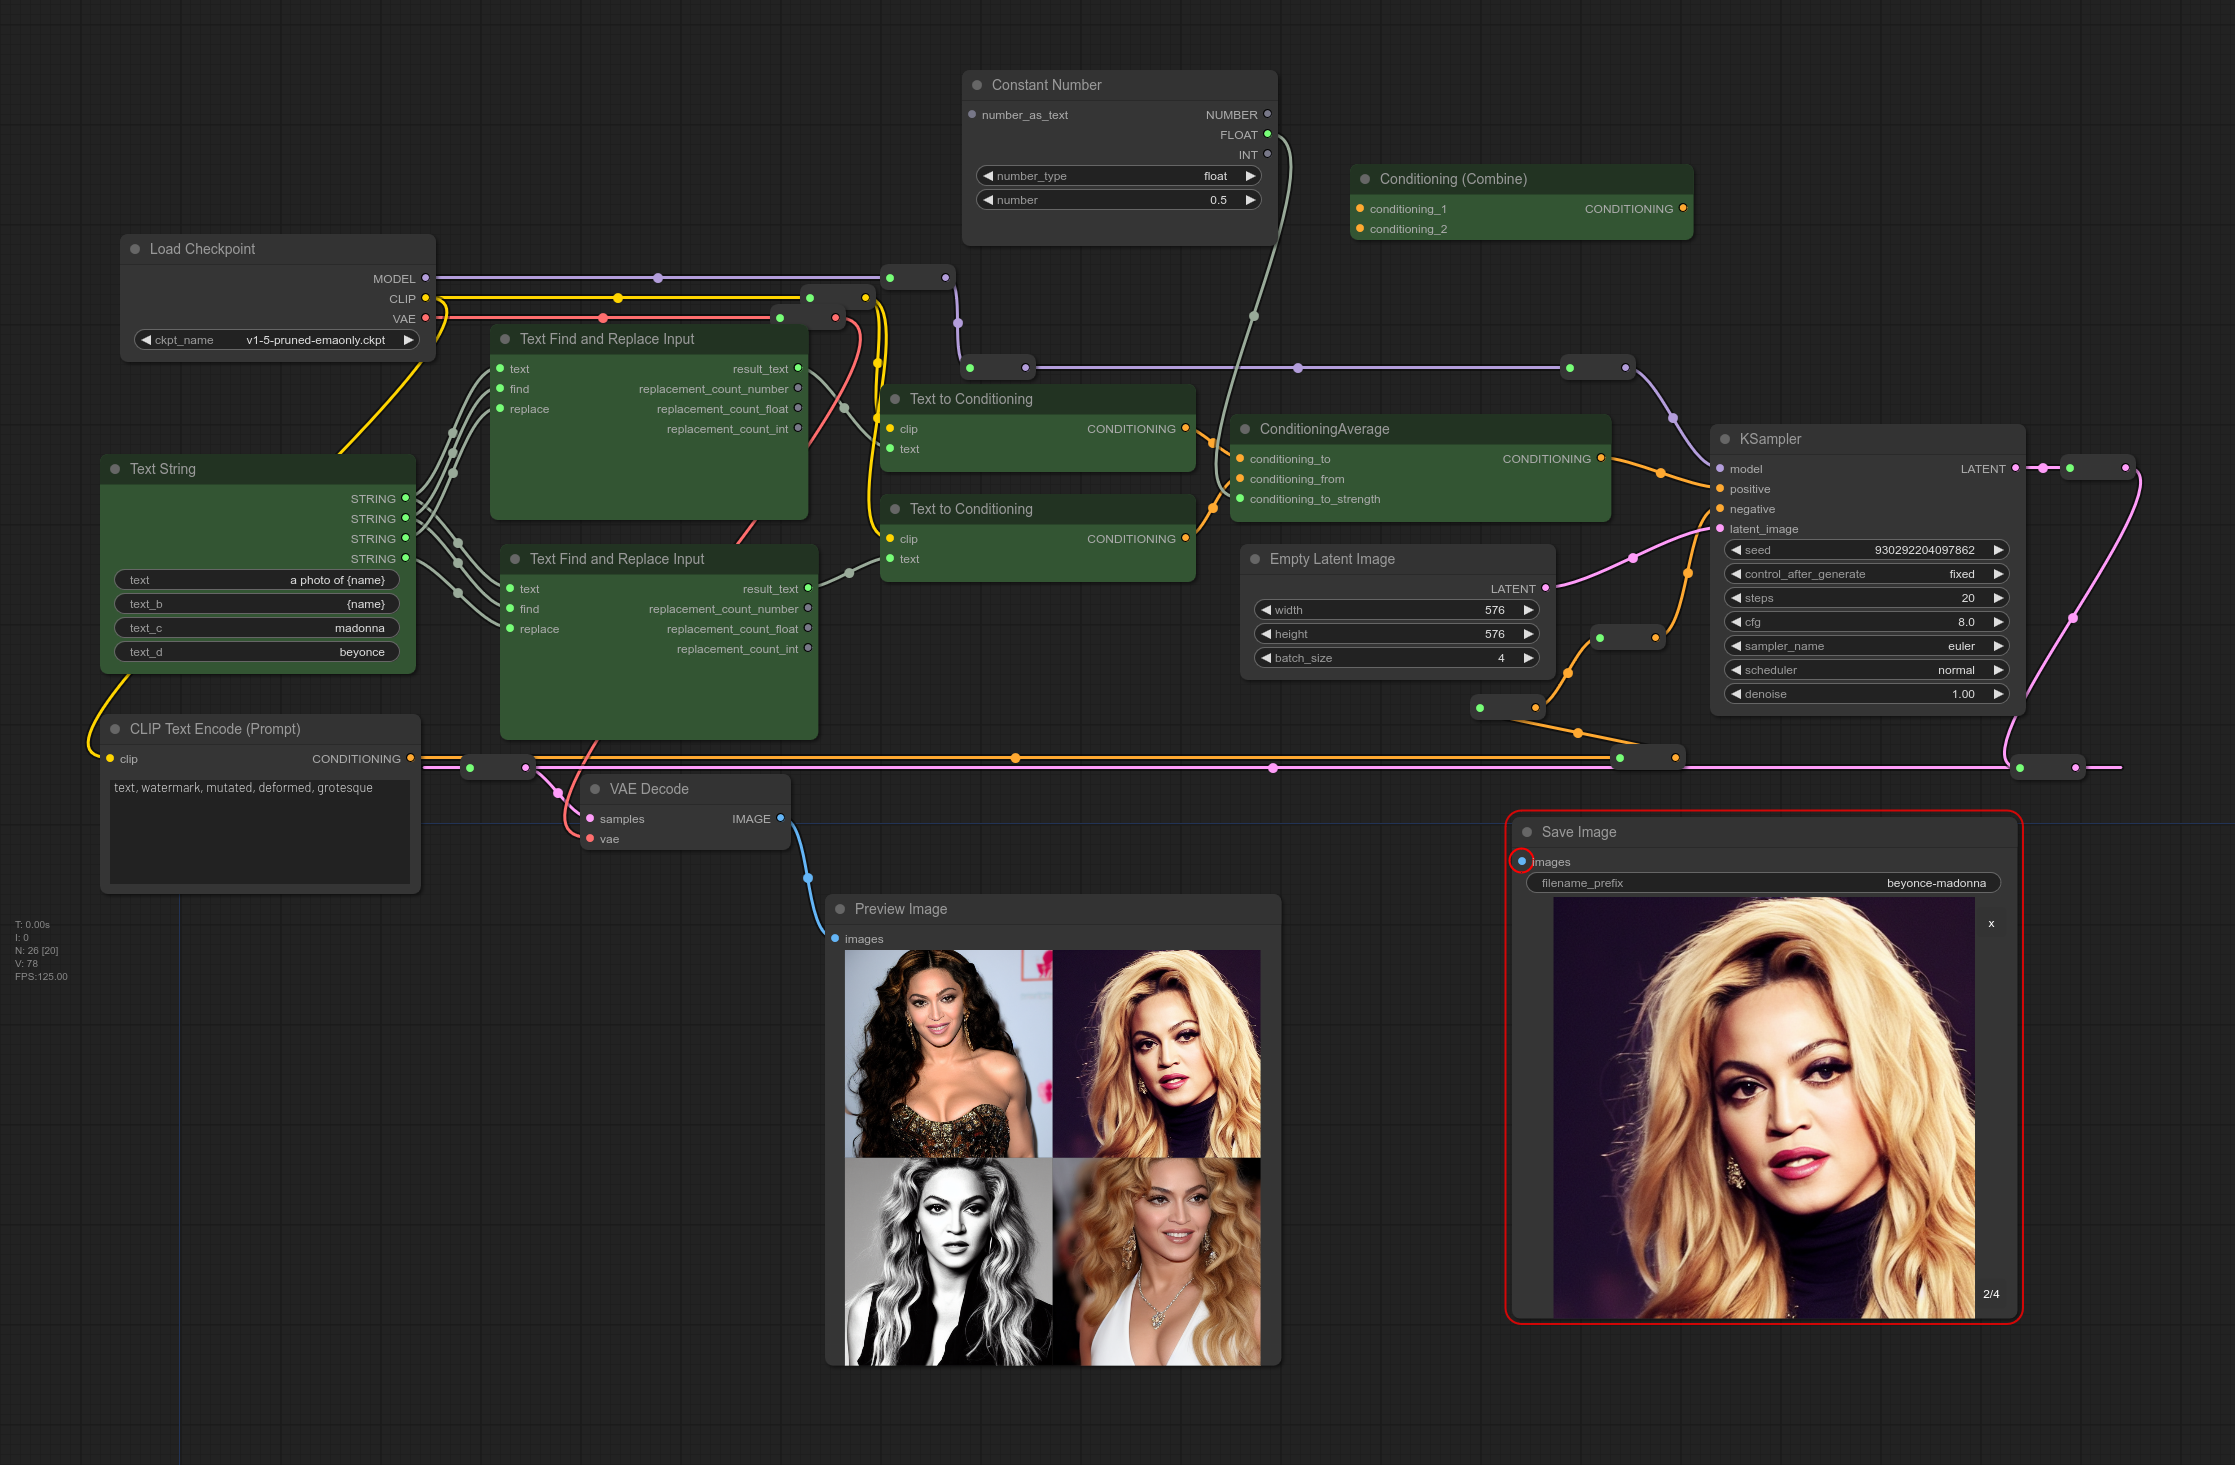 Constant Number
number_as_text
NUMBER
FLOAT
INT
number_type float
number 0.5
Conditioning (Combine)
conditioning_1 CONDITIONING
conditioning_2
Load Checkpoint
MODEL
CLIP
VAE
ckpt_name v1-5-pruned-emaonly.ckpt
Text Find and Replace Input
text result_text
find replacement_count_number
replace replacement_count_float
replacement_count_int
Text to Conditioning
clip CONDITIONING
text
ConditioningAverage
conditioning_to CONDITIONING
conditioning_from
conditioning_to_strength
KSampler
model LATENT
positive
negative
latent_image
seed 930292204097862
control_after_generate fixed
steps 20
cfg 8.0
sampler_name euler
scheduler normal
denoise 1.00
Text String
STRING
STRING
STRING
STRING
text a photo of {name}
text_b {name}
text_c madonna
text_d beyonce
Text to Conditioning
clip CONDITIONING
text
Text Find and Replace Input
text result_text
find replacement_count_number
replace replacement_count_float
replacement_count_int
Empty Latent Image
LATENT
width 576
height 576
batch_size 4
CLIP Text Encode (Prompt)
clip CONDITIONING
text, watermark, mutated, deformed, grotesque
VAE Decode
samples IMAGE
vae
Save Image
images
filename_prefix beyonce-madonna
x
2/4
Preview Image
images
T: 0.00s
I: 0
N: 26 [20]
V: 78
FPS:125.00